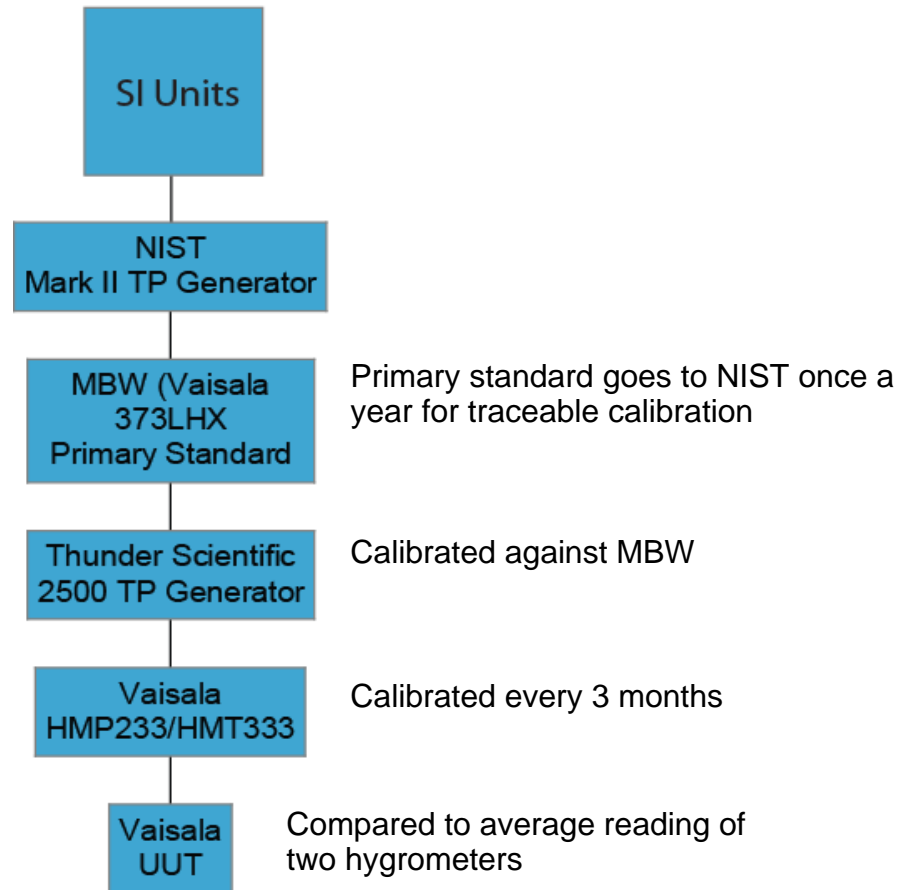 SI Units
NIST
Mark II TP Generator
MBW (Vaisala
373LHX
Primary Standard
Primary standard goes to NIST once a
year for traceable calibration
Thunder Scientific
2500 TP Generator
Calibrated against MBW
Vaisala
HMP233/HMT333
Calibrated every 3 months
Vaisala
UUT
Compared to average reading of
two hygrometers